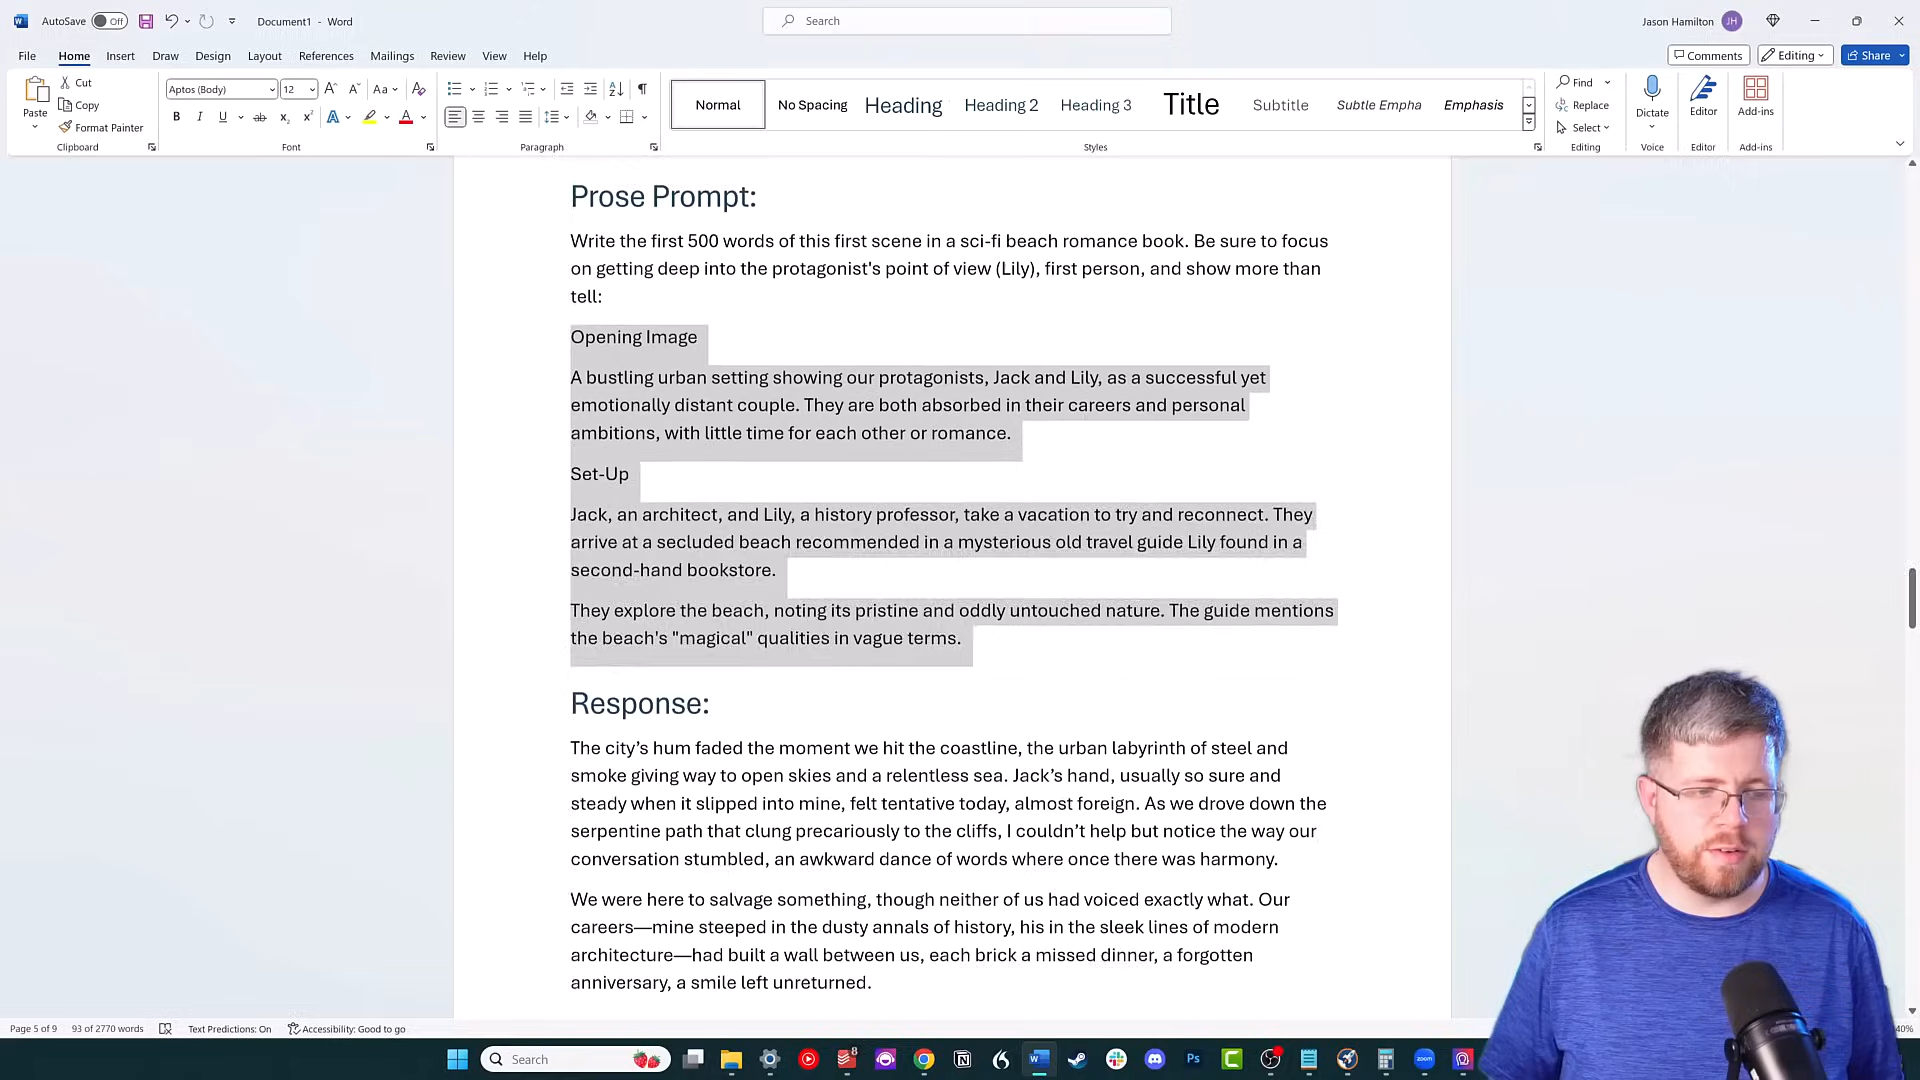 AutoSave Off Document1 - Word Search Jason Hamilton JH
File Home Insert Draw Design Layout References Mailings Review View Help Comments Editing Share
Paste Cut Copy Format Painter Clipboard
Aptos (Body) 12 Font
Paragraph
Normal No Spacing Heading Heading 2 Heading 3 Title Subtitle Subtle Empha Emphasis Styles
Find Replace Select Editing
Dictate Voice
Editor Editor
Add-ins Add-ins
Prose Prompt:
Write the first 500 words of this first scene in a sci-fi beach romance book. Be sure to focus
on getting deep into the protagonist's point of view (Lily), first person, and show more than
tell:
Opening Image
A bustling urban setting showing our protagonists, Jack and Lily, as a successful yet
emotionally distant couple. They are both absorbed in their careers and personal
ambitions, with little time for each other or romance.
Set-Up
Jack, an architect, and Lily, a history professor, take a vacation to try and reconnect. They
arrive at a secluded beach recommended in a mysterious old travel guide Lily found in a
second-hand bookstore.
They explore the beach, noting its pristine and oddly untouched nature. The guide mentions
the beach's "magical" qualities in vague terms.
Response:
The city’s hum faded the moment we hit the coastline, the urban labyrinth of steel and
smoke giving way to open skies and a relentless sea. Jack’s hand, usually so sure and
steady when it slipped into mine, felt tentative today, almost foreign. As we drove down the
serpentine path that clung precariously to the cliffs, I couldn’t help but notice the way our
conversation stumbled, an awkward dance of words where once there was harmony.
We were here to salvage something, though neither of us had voiced exactly what. Our
careers—mine steeped in the dusty annals of history, his in the sleek lines of modern
architecture—had built a wall between us, each brick a missed dinner, a forgotten
anniversary, a smile left unreturned.
Page 5 of 9 93 of 2770 words Text Predictions: On Accessibility: Good to go
Search